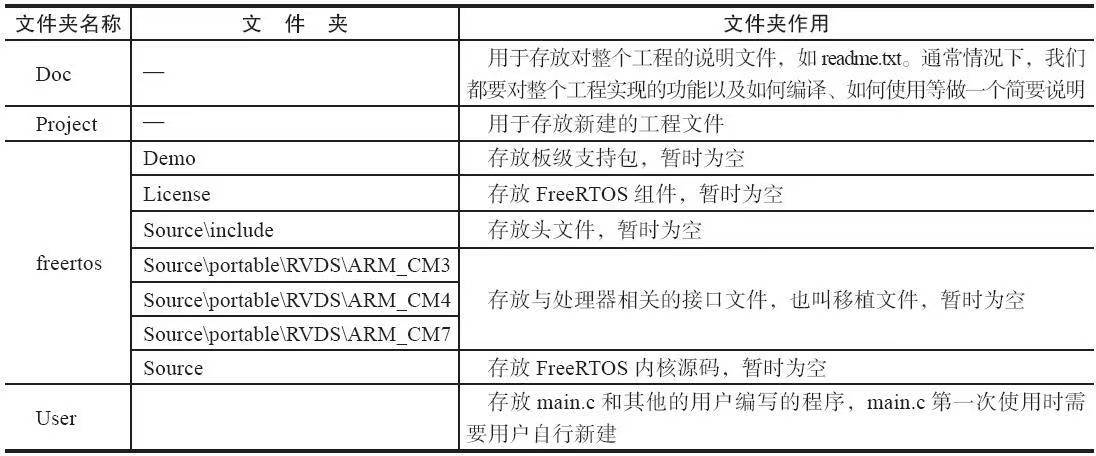 文件夹名称 文 件 夹 文件夹作用
Doc — 用于存放对整个工程的说明文件，如 readme.txt。通常情况下，我们
都要对整个工程实现的功能以及如何编译、如何使用等做一个简要说明
Project — 用于存放新建的工程文件
freertos
Demo 存放板级支持包，暂时为空
License 存放 FreeRTOS 组件，暂时为空
Source\include 存放头文件，暂时为空
Source\portable\RVDS\ARM_CM3
Source\portable\RVDS\ARM_CM4 存放与处理器相关的接口文件，也叫移植文件，暂时为空
Source\portable\RVDS\ARM_CM7
Source 存放 FreeRTOS 内核源码，暂时为空
User 存放 main.c 和其他的用户编写的程序，main.c 第一次使用时需
要用户自行新建